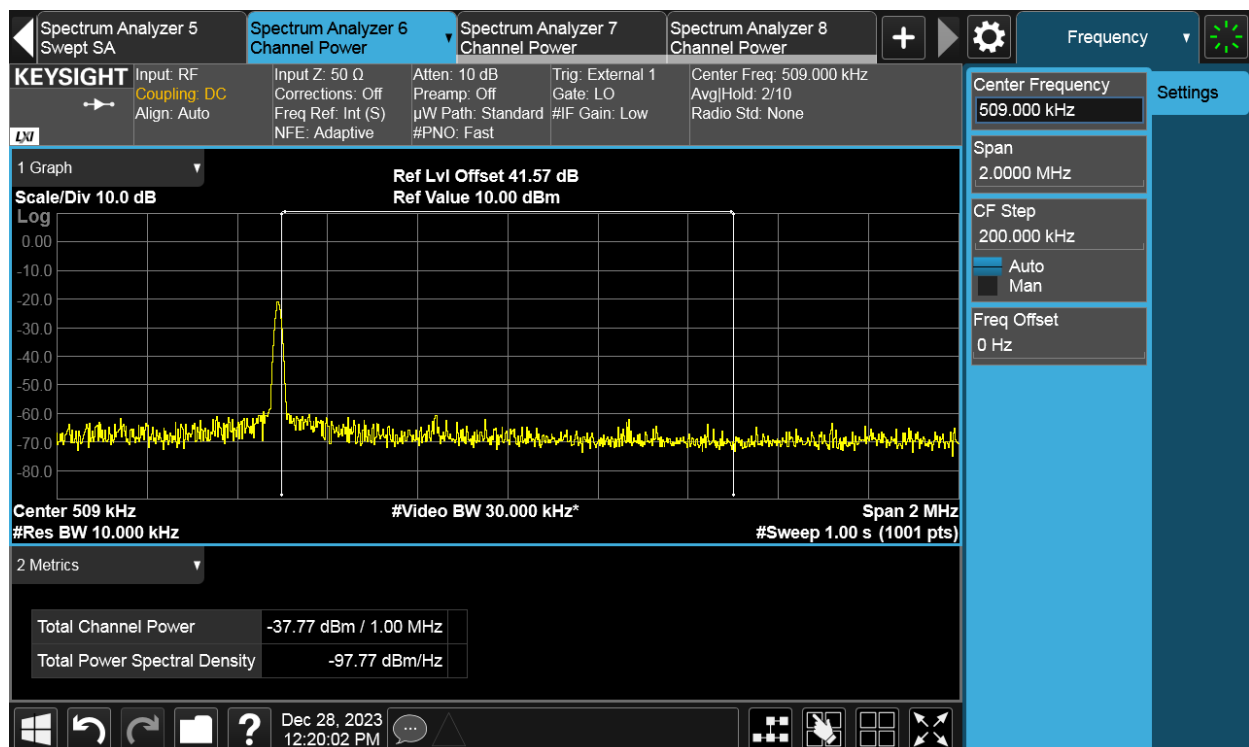 Spectrum Analyzer 5
Swept SA
Spectrum Analyzer 6
Channel Power
Spectrum Analyzer 7
Channel Power
Spectrum Analyzer 8
Channel Power
+
Frequency
KEYSIGHT
LXI
Input: RF
Coupling: DC
Align: Auto
Input Z: 50 Ω
Corrections: Off
Freq Ref: Int (S)
NFE: Adaptive
Atten: 10 dB
Preamp: Off
µW Path: Standard
#PNO: Fast
Trig: External 1
Gate: LO
#IF Gain: Low
Center Freq: 509.000 kHz
Avg|Hold: 2/10
Radio Std: None
Center Frequency
509.000 kHz
Settings
Span
2.0000 MHz
CF Step
200.000 kHz
Auto
Man
Freq Offset
0 Hz
1 Graph
Scale/Div 10.0 dB
Ref Lvl Offset 41.57 dB
Ref Value 10.00 dBm
Log
0.00
-10.0
-20.0
-30.0
-40.0
-50.0
-60.0
-70.0
-80.0
Center 509 kHz
#Res BW 10.000 kHz
#Video BW 30.000 kHz*
Span 2 MHz
#Sweep 1.00 s (1001 pts)
2 Metrics
Total Channel Power -37.77 dBm / 1.00 MHz
Total Power Spectral Density -97.77 dBm/Hz
?
Dec 28, 2023
12:20:02 PM